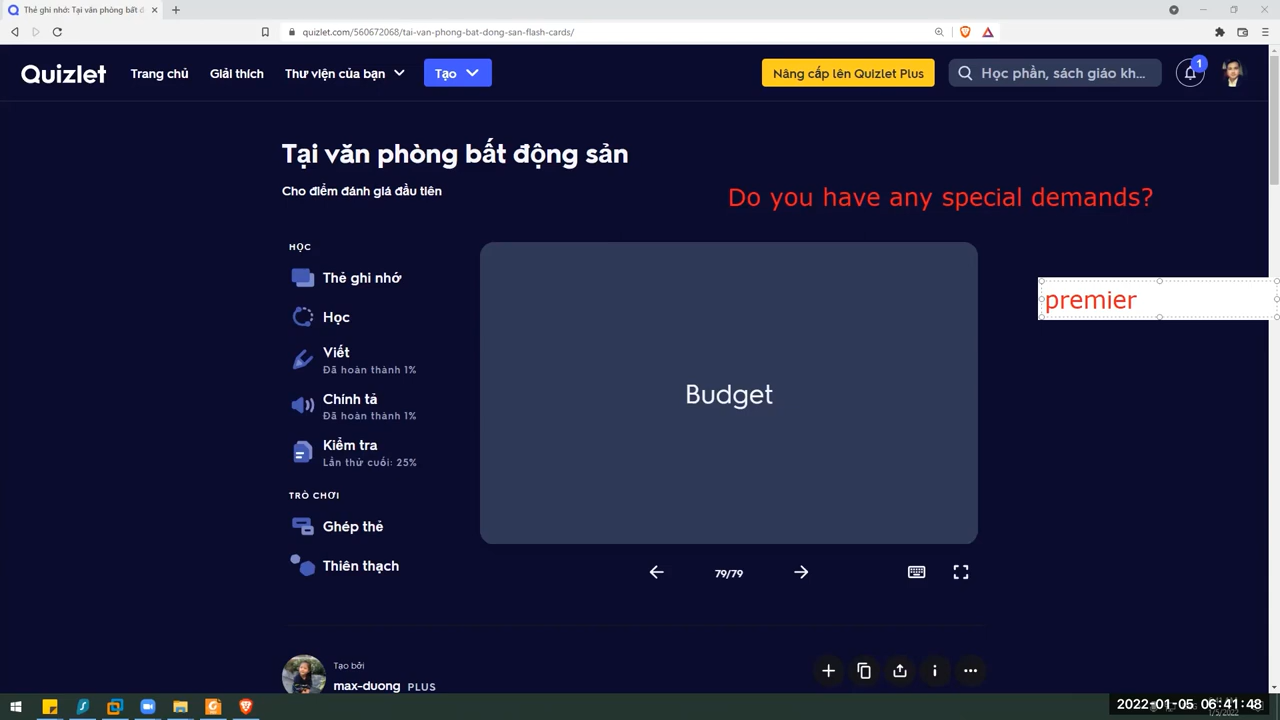 Thẻ ghi nhớ: Tại văn phòng bất đ
quizlet.com/560672068/tai-van-phong-bat-dong-san-flash-cards/
Quizlet
Trang chủ
Giải thích
Thư viện của bạn
Tạo
Nâng cấp lên Quizlet Plus
Học phần, sách giáo kh...
1
Tại văn phòng bất động sản
Cho điểm đánh giá đầu tiên
Do you have any special demands?
HỌC
Thẻ ghi nhớ
Học
Viết
Đã hoàn thành 1%
Chính tả
Đã hoàn thành 1%
Kiểm tra
Lần thử cuối: 25%
TRÒ CHƠI
Ghép thẻ
Thiên thạch
Budget
premier
79/79
Tạo bởi
max-duong PLUS
2022-01-05 06:41:48